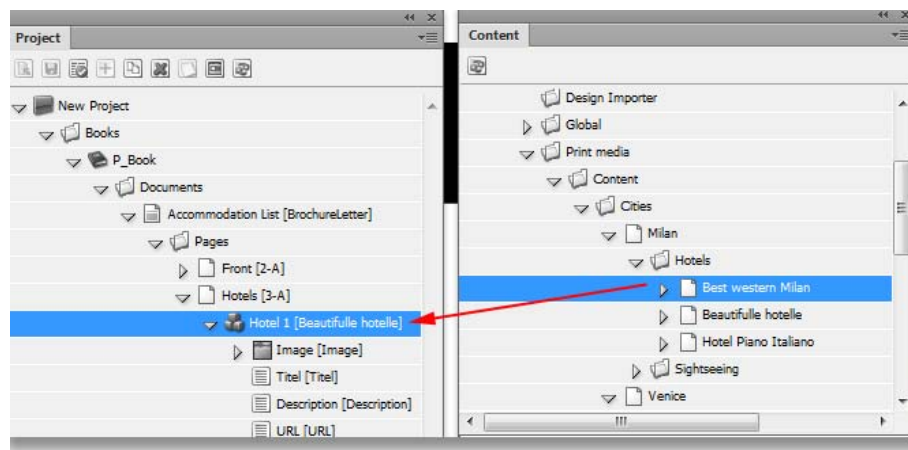 Project
New Project
Books
P_Book
Documents
Accommodation List [BrochureLetter]
Pages
Front [2-A]
Hotels [3-A]
Hotel 1 [Beautifulle hotelle]
Image [Image]
Titel [Titel]
Description [Description]
URL [URL]
Content
Design Importer
Global
Print media
Content
Cities
Milan
Hotels
Best western Milan
Beautifulle hotelle
Hotel Piano Italiano
Sightseeing
Venice